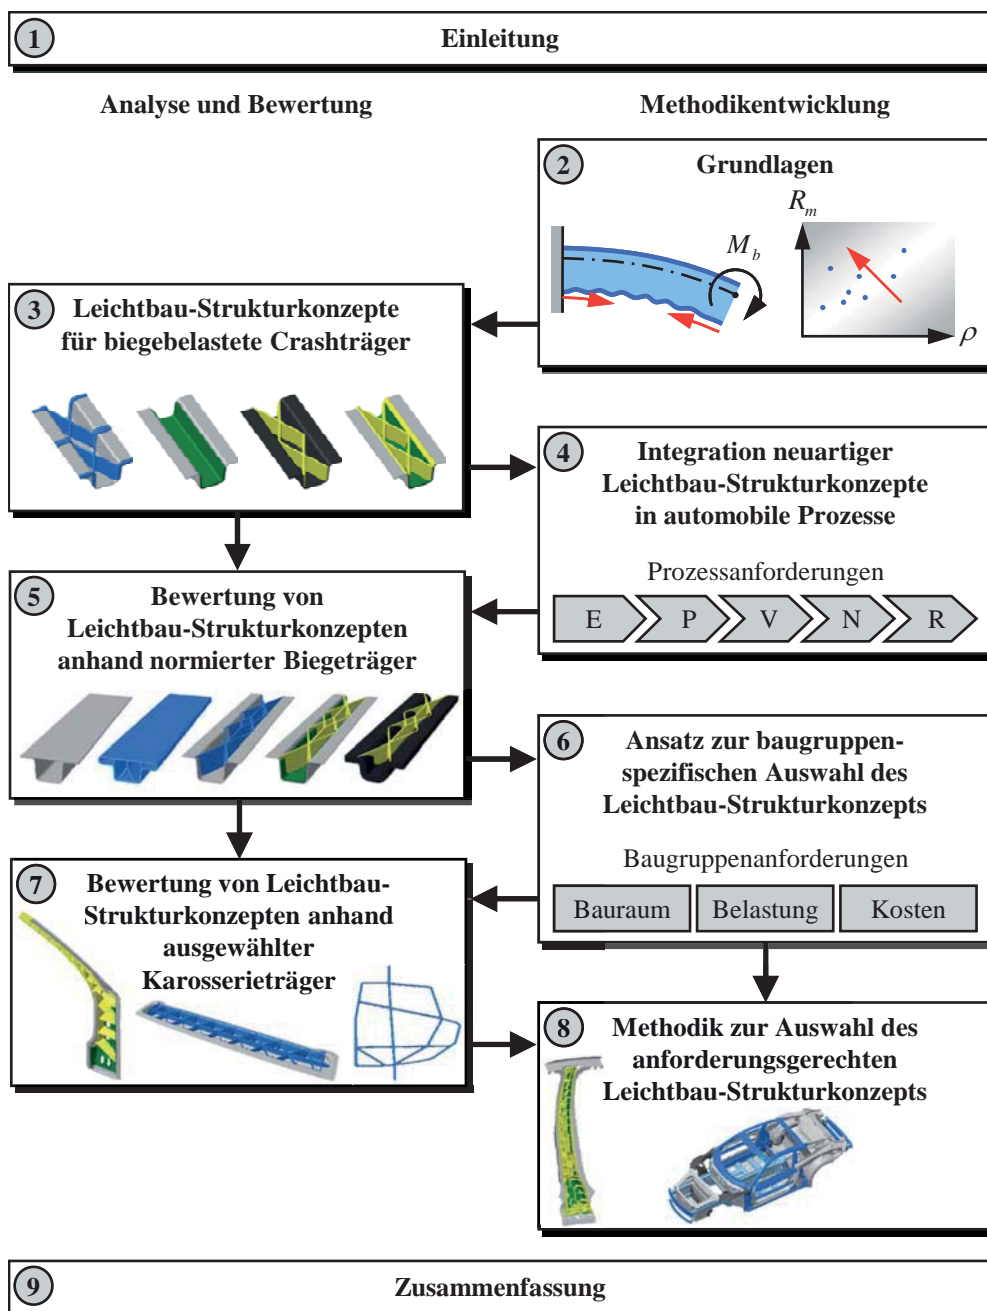 1
Einleitung
Analyse und Bewertung
Methodikentwicklung
2
Grundlagen
R_m
M_b
ρ
3
Leichtbau-Strukturkonzepte
für biegebelastete Crashträger
4
Integration neuartiger
Leichtbau-Strukturkonzepte
in automobile Prozesse
Prozessanforderungen
E P V N R
5
Bewertung von
Leichtbau-Strukturkonzepten
anhand normierter Biegeträger
6
Ansatz zur baugruppen-
spezifischen Auswahl des
Leichtbau-Strukturkonzepts
Baugruppenanforderungen
Bauraum Belastung Kosten
7
Bewertung von Leichtbau-
Strukturkonzepten anhand
ausgewählter
Karosserieträger
8
Methodik zur Auswahl des
anforderungsgerechten
Leichtbau-Strukturkonzepts
9
Zusammenfassung